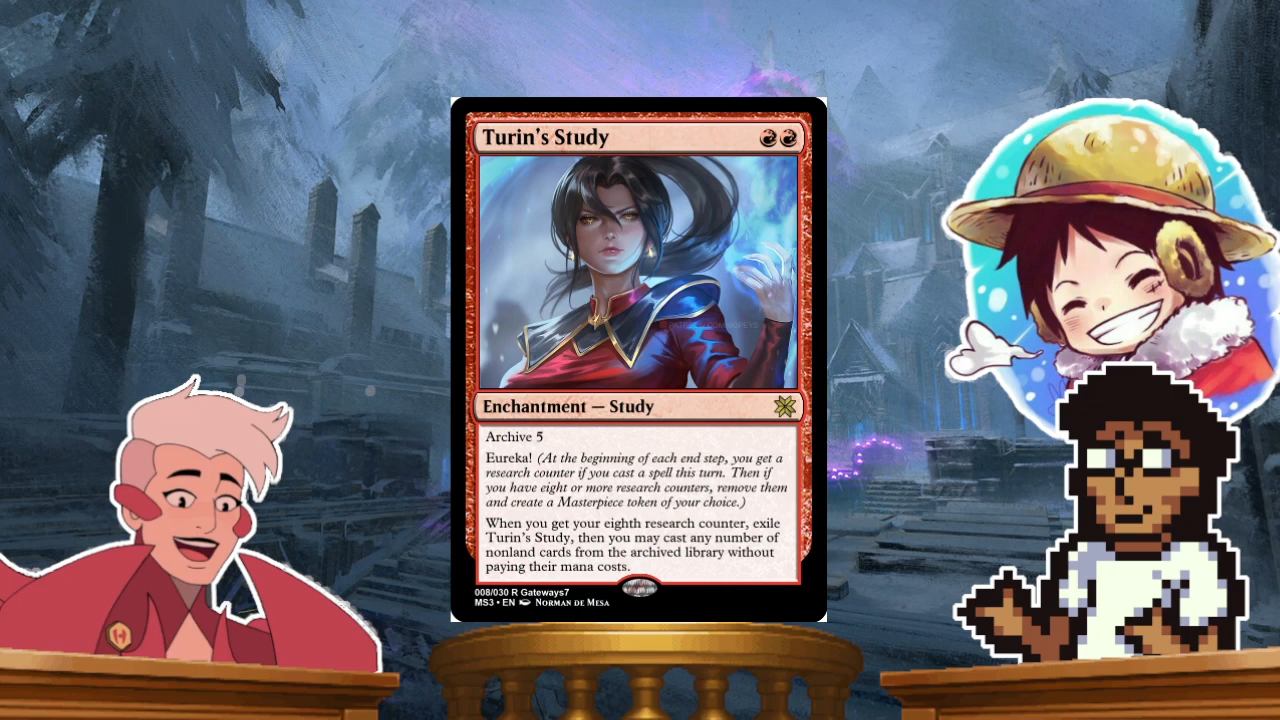 Turin's Study
Enchantment — Study
Archive 5
Eureka! (At the beginning of each end step, you get a
research counter if you cast a spell this turn. Then if
you have eight or more research counters, remove them
and create a Masterpiece token of your choice.)
When you get your eighth research counter, exile
Turin's Study, then you may cast any number of
nonland cards from the archived library without
paying their mana costs.
008/030 R Gateways7
MS3 • EN Norman de Mesa